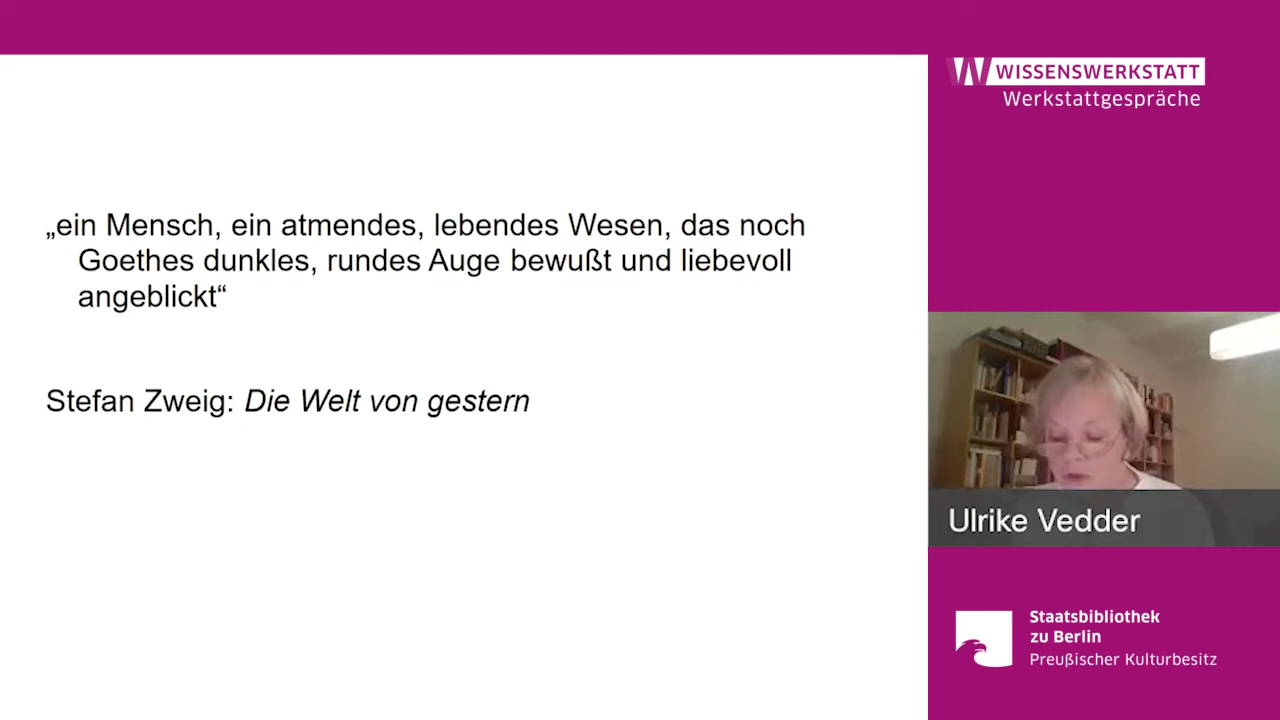 WISSENSWERKSTATT
Werkstattgespräche
„ein Mensch, ein atmendes, lebendes Wesen, das noch
Goethes dunkles, rundes Auge bewußt und liebevoll
angeblickt“
Stefan Zweig: Die Welt von gestern
Ulrike Vedder
Staatsbibliothek
zu Berlin
Preußischer Kulturbesitz